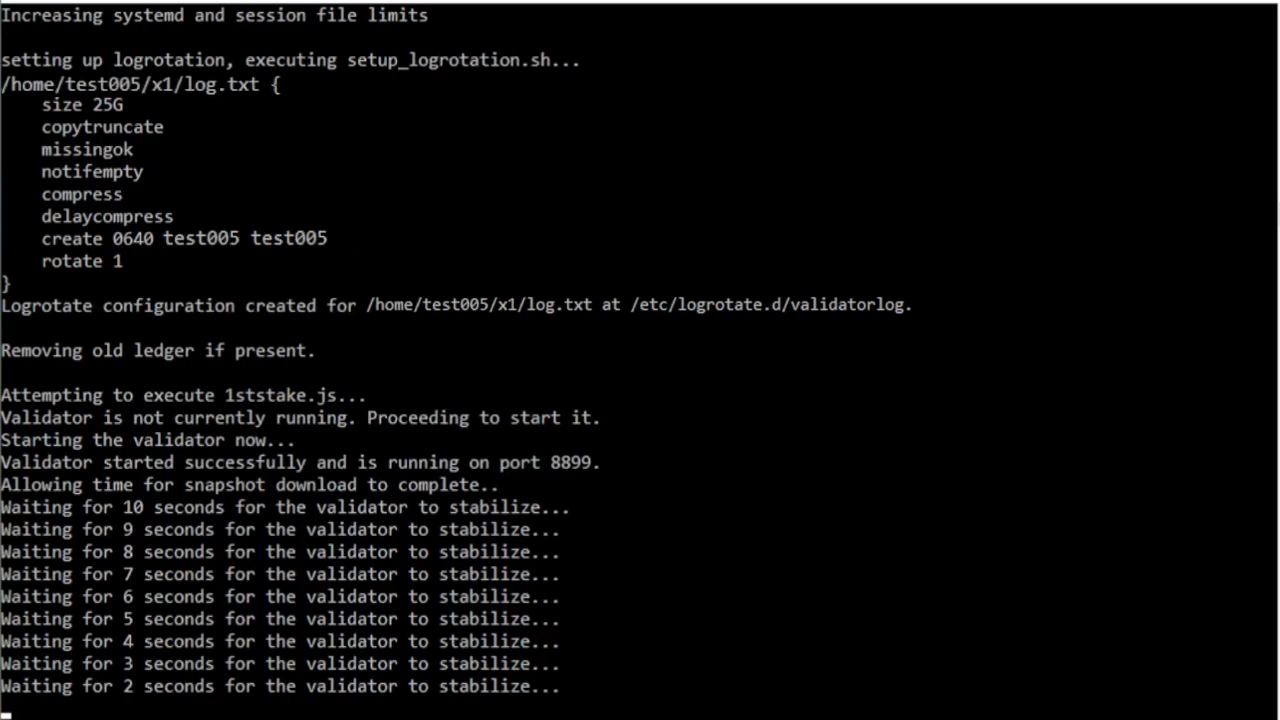 Increasing systemd and session file limits
setting up logrotation, executing setup_logrotation.sh...
/home/test005/x1/log.txt {
    size 25G
    copytruncate
    missingok
    notifempty
    compress
    delaycompress
    create 0640 test005 test005
    rotate 1
}
Logrotate configuration created for /home/test005/x1/log.txt at /etc/logrotate.d/validatorlog.
Removing old ledger if present.
Attempting to execute 1ststake.js...
Validator is not currently running. Proceeding to start it.
Starting the validator now...
Validator started successfully and is running on port 8899.
Allowing time for snapshot download to complete..
Waiting for 10 seconds for the validator to stabilize...
Waiting for 9 seconds for the validator to stabilize...
Waiting for 8 seconds for the validator to stabilize...
Waiting for 7 seconds for the validator to stabilize...
Waiting for 6 seconds for the validator to stabilize...
Waiting for 5 seconds for the validator to stabilize...
Waiting for 4 seconds for the validator to stabilize...
Waiting for 3 seconds for the validator to stabilize...
Waiting for 2 seconds for the validator to stabilize...